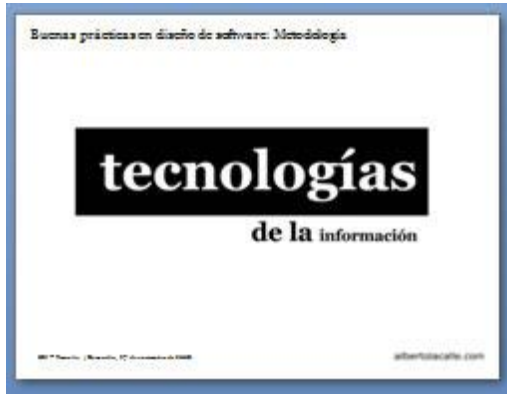 Buenas prácticas en diseño de software: Metodología
tecnologías
de la información
albertolacalle.com